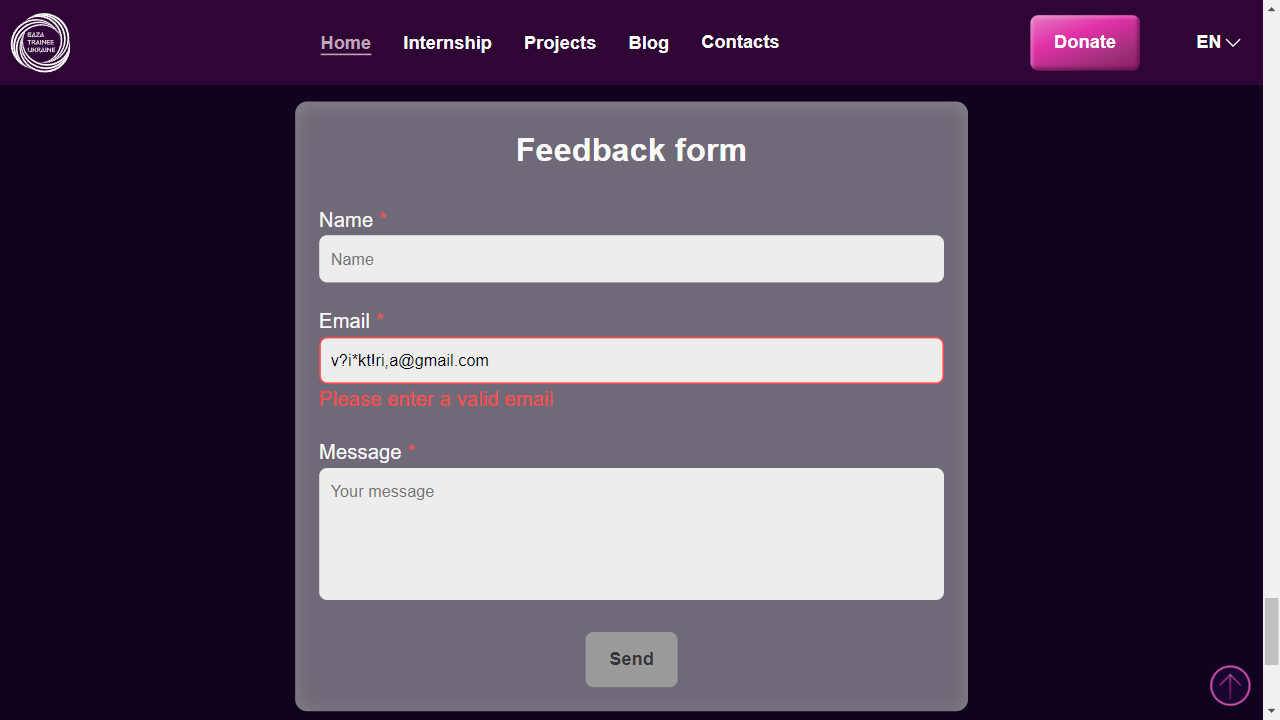 BAZA
TRAINEE
UKRAINE
Home Internship Projects Blog Contacts Donate EN
Feedback form
Name *
Name
Email *
v?i*kt!ri,a@gmail.com
Please enter a valid email
Message *
Your message
Send